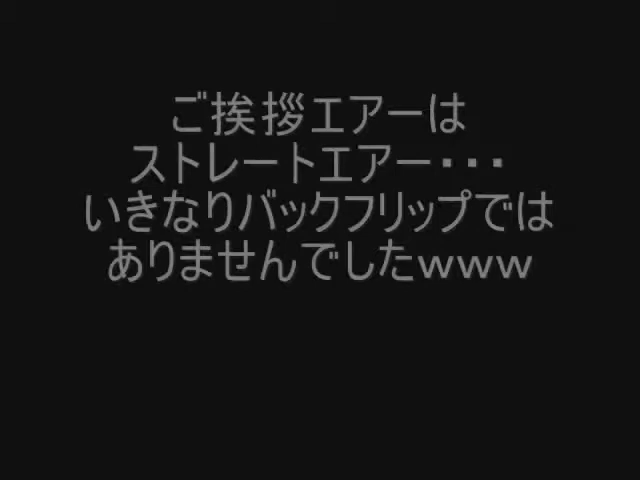 ご挨拶エアーは
ストレートエアー・・・
いきなりバックフリップでは
ありませんでしたｗｗｗ